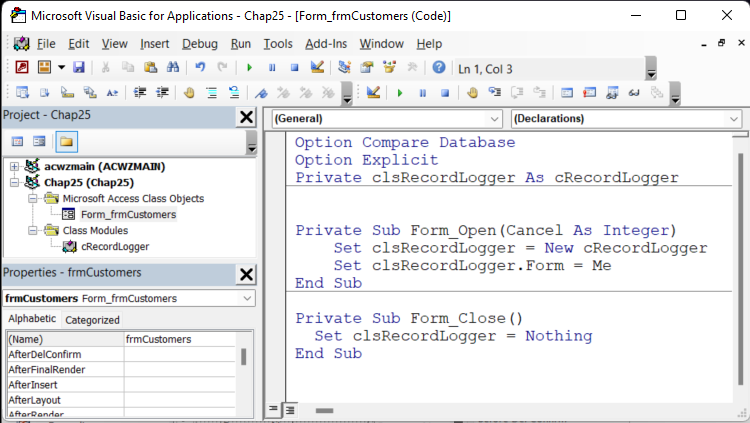 Microsoft Visual Basic for Applications - Chap25 - [Form_frmCustomers (Code)]
File Edit View Insert Debug Run Tools Add-Ins Window Help
Ln 1, Col 3
Project - Chap25
acwzmain (ACWZMAIN)
Chap25 (Chap25)
Microsoft Access Class Objects
Form_frmCustomers
Class Modules
cRecordLogger
Properties - frmCustomers
frmCustomers Form_frmCustomers
Alphabetic Categorized
(Name) frmCustomers
AfterDelConfirm
AfterFinalRender
AfterInsert
AfterLayout
AfterRender
(General) (Declarations)
Option Compare Database
Option Explicit
Private clsRecordLogger As cRecordLogger
Private Sub Form_Open(Cancel As Integer)
Set clsRecordLogger = New cRecordLogger
Set clsRecordLogger.Form = Me
End Sub
Private Sub Form_Close()
Set clsRecordLogger = Nothing
End Sub